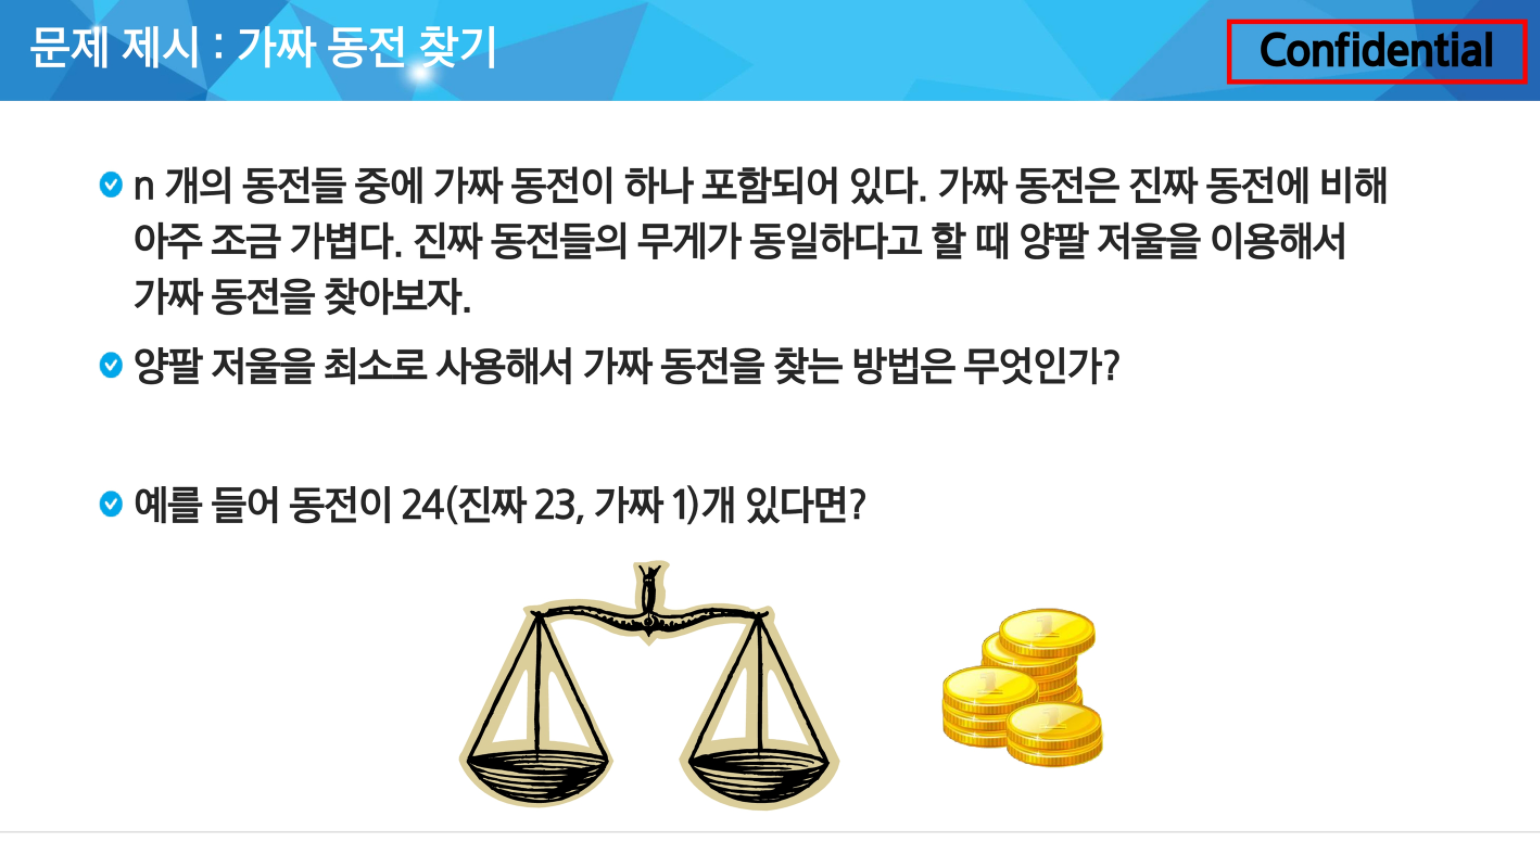 문제 제시 : 가짜 동전 찾기
Confidential
n 개의 동전들 중에 가짜 동전이 하나 포함되어 있다. 가짜 동전은 진짜 동전에 비해
아주 조금 가볍다. 진짜 동전들의 무게가 동일하다고 할 때 양팔 저울을 이용해서
가짜 동전을 찾아보자.
양팔 저울을 최소로 사용해서 가짜 동전을 찾는 방법은 무엇인가?
예를 들어 동전이 24(진짜 23, 가짜 1)개 있다면?
1
1
1